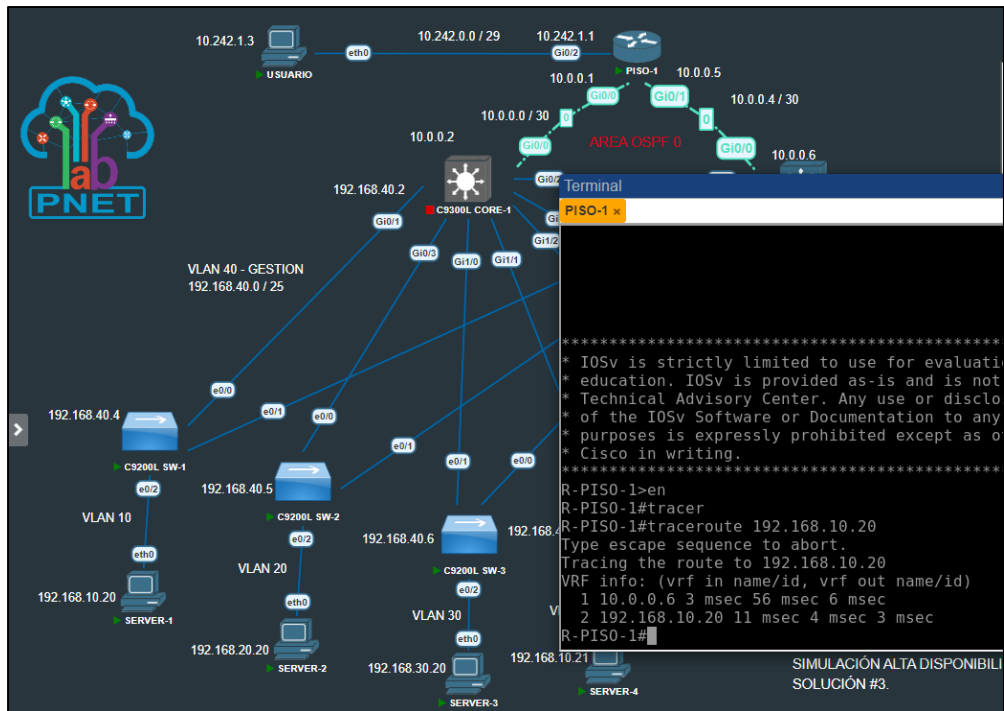 10.242.1.3
eth0
10.242.0.0 / 29
10.242.1.1
Gi0/2
USUARIO
PISO-1
10.0.0.1
10.0.0.5
Gi0/0
Gi0/1
10.0.0.4 / 30
10.0.0.0 / 30
0
0
10.0.0.2
Gi0/0
AREA OSPF 0
Gi0/0
10.0.0.6
lab
PNET
192.168.40.2
C9300L CORE-1
Gi0/2
Gi0/1
Gi1/2
Gi0/3
Gi1/0
Gi1/1
VLAN 40 - GESTION
192.168.40.0 / 25
Terminal
PISO-1 ×
**************************************************
* IOSv is strictly limited to use for evaluati
* education. IOSv is provided as-is and is not
* Technical Advisory Center. Any use or disclo
* of the IOSv Software or Documentation to any
* purposes is expressly prohibited except as o
* Cisco in writing.
**************************************************
R-PISO-1>en
R-PISO-1#tracer
R-PISO-1#traceroute 192.168.10.20
Type escape sequence to abort.
Tracing the route to 192.168.10.20
VRF info: (vrf in name/id, vrf out name/id)
1 10.0.0.6 3 msec 56 msec 6 msec
2 192.168.10.20 11 msec 4 msec 3 msec
R-PISO-1#
e0/0
192.168.40.4
e0/1
e0/0
e0/1
e0/1
e0/0
C9200L SW-1
e0/2
192.168.40.5
VLAN 10
C9200L SW-2
e0/2
192.168.40.6
192.168.4
eth0
VLAN 20
C9200L SW-3
e0/2
192.168.10.20
SERVER-1
eth0
VLAN 30
192.168.20.20
SERVER-2
eth0
192.168.30.20
SERVER-3
192.168.10.21
SERVER-4
SIMULACIÓN ALTA DISPONIBILI
SOLUCIÓN #3.